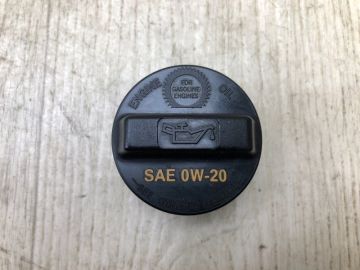 FOR
GASOLINE
ENGINES
ENGINE OIL
SAE 0W-20